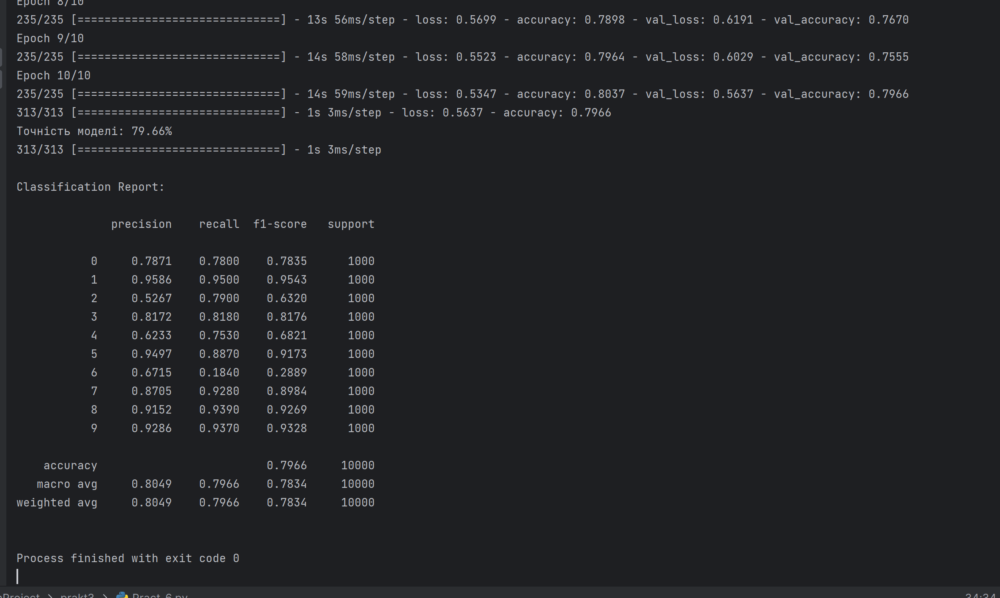 Epoch 8/10
235/235 [==============================] - 13s 56ms/step - loss: 0.5699 - accuracy: 0.7898 - val_loss: 0.6191 - val_accuracy: 0.7670
Epoch 9/10
235/235 [==============================] - 14s 58ms/step - loss: 0.5523 - accuracy: 0.7964 - val_loss: 0.6029 - val_accuracy: 0.7555
Epoch 10/10
235/235 [==============================] - 14s 59ms/step - loss: 0.5347 - accuracy: 0.8037 - val_loss: 0.5637 - val_accuracy: 0.7966
313/313 [==============================] - 1s 3ms/step - loss: 0.5637 - accuracy: 0.7966
Точність моделі: 79.66%
313/313 [==============================] - 1s 3ms/step
Classification Report:
precision recall f1-score support
0 0.7871 0.7800 0.7835 1000
1 0.9586 0.9500 0.9543 1000
2 0.5267 0.7900 0.6320 1000
3 0.8172 0.8180 0.8176 1000
4 0.6233 0.7530 0.6821 1000
5 0.9497 0.8870 0.9173 1000
6 0.6715 0.1840 0.2889 1000
7 0.8705 0.9280 0.8984 1000
8 0.9152 0.9390 0.9269 1000
9 0.9286 0.9370 0.9328 1000
accuracy 0.7966 10000
macro avg 0.8049 0.7966 0.7834 10000
weighted avg 0.8049 0.7966 0.7834 10000
Process finished with exit code 0
Project > prakt3 > Pract_6.py 34:34